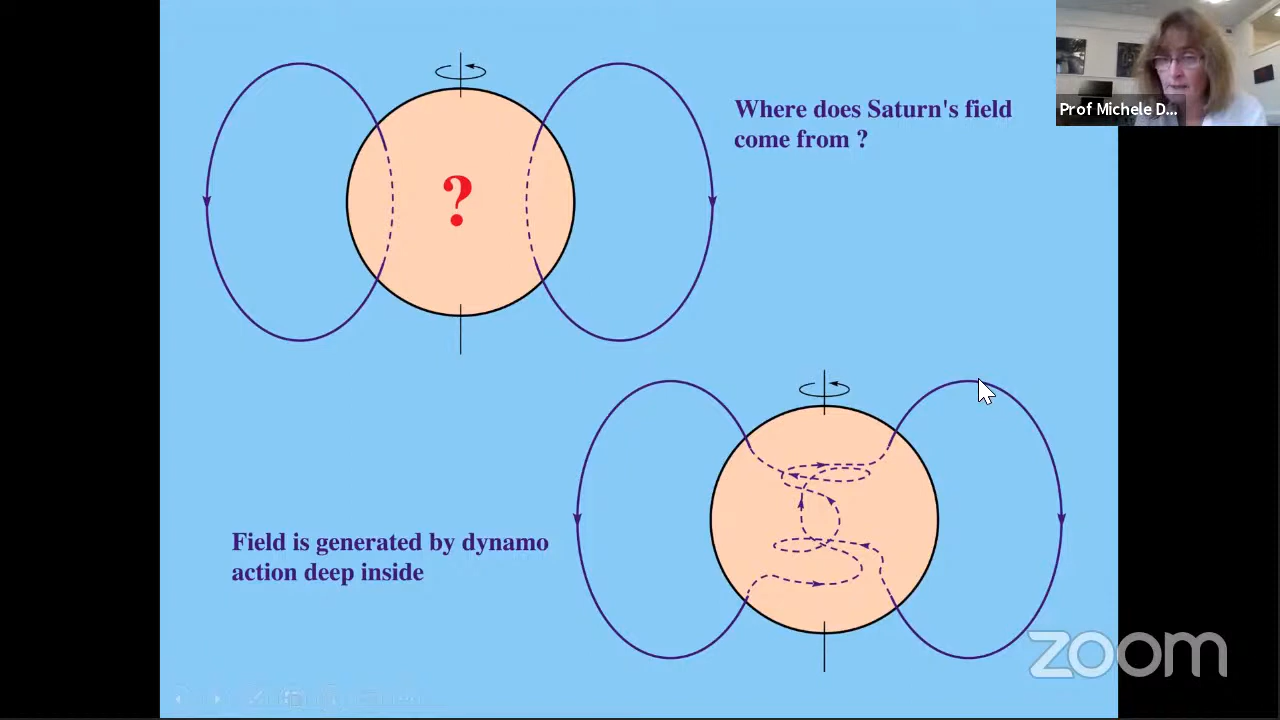 Where does Saturn's field
come from ?
Prof Michele D...
?
Field is generated by dynamo
action deep inside
zoom